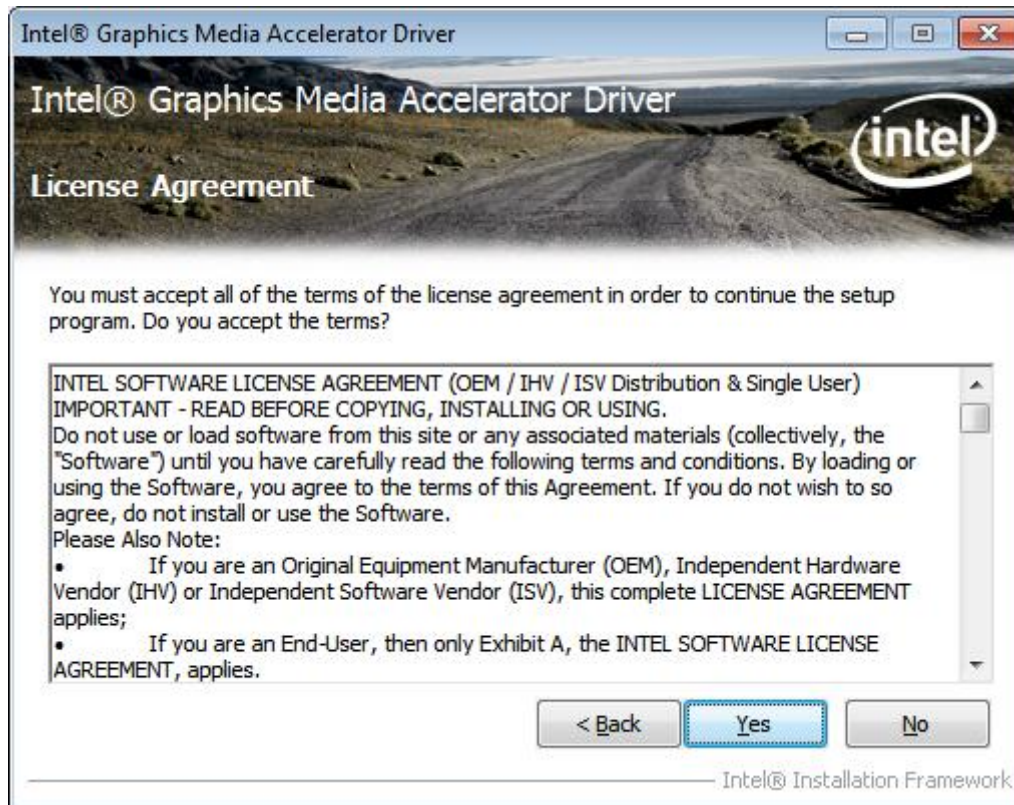 Intel® Graphics Media Accelerator Driver
Intel® Graphics Media Accelerator Driver
intel
License Agreement
You must accept all of the terms of the license agreement in order to continue the setup
program. Do you accept the terms?
INTEL SOFTWARE LICENSE AGREEMENT (OEM / IHV / ISV Distribution & Single User)
IMPORTANT - READ BEFORE COPYING, INSTALLING OR USING.
Do not use or load software from this site or any associated materials (collectively, the
"Software") until you have carefully read the following terms and conditions. By loading or
using the Software, you agree to the terms of this Agreement. If you do not wish to so
agree, do not install or use the Software.
Please Also Note:
• If you are an Original Equipment Manufacturer (OEM), Independent Hardware
Vendor (IHV) or Independent Software Vendor (ISV), this complete LICENSE AGREEMENT
applies;
• If you are an End-User, then only Exhibit A, the INTEL SOFTWARE LICENSE
AGREEMENT, applies.
< Back Yes No
Intel® Installation Framework